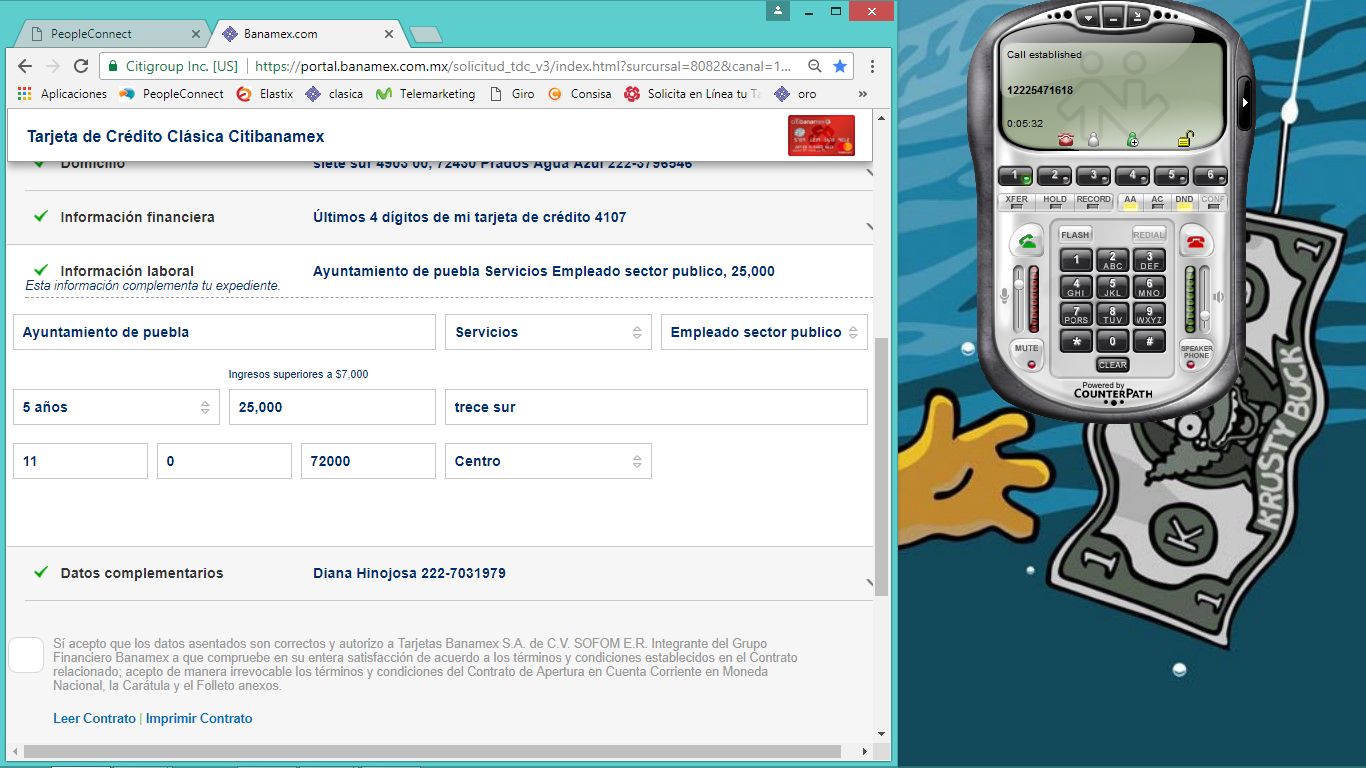 PeopleConnect
Banamex.com
Citigroup Inc. [US]
https://portal.banamex.com.mx/solicitud_tdc_v3/index.html?surcursal=8082&canal=1...
Aplicaciones
PeopleConnect
Elastix
clasica
Telemarketing
Giro
Consisa
Solicita en Línea tu Ta
oro
»
Tarjeta de Crédito Clásica Citibanamex
Domicilio
siete sur 4903 00, 72430 Prados Agua Azul 222-3796546
Información financiera
Últimos 4 dígitos de mi tarjeta de crédito 4107
Información laboral
Ayuntamiento de puebla Servicios Empleado sector publico, 25,000
Esta información complementa tu expediente.
Ayuntamiento de puebla
Servicios
Empleado sector publico
Ingresos superiores a $7,000
5 años
25,000
trece sur
11
0
72000
Centro
Datos complementarios
Diana Hinojosa 222-7031979
Sí acepto que los datos asentados son correctos y autorizo a Tarjetas Banamex S.A. de C.V. SOFOM E.R. Integrante del Grupo
Financiero Banamex a que compruebe en su entera satisfacción de acuerdo a los términos y condiciones establecidos en el Contrato
relacionado; acepto de manera irrevocable los términos y condiciones del Contrato de Apertura en Cuenta Corriente en Moneda
Nacional, la Carátula y el Folleto anexos.
Leer Contrato | Imprimir Contrato
Call established
12225471618
0:05:32
1 2 3 4 5 6
XFER HOLD RECORD AA AC DND CONF
FLASH
REDIAL
1 2 ABC 3 DEF
4 GHI 5 JKL 6 MNO
7 PQRS 8 TUV 9 WXYZ
* 0 #
MUTE
SPEAKER PHONE
CLEAR
Powered by
COUNTERPATH
1
KRUSTY BUCK
K
1
1